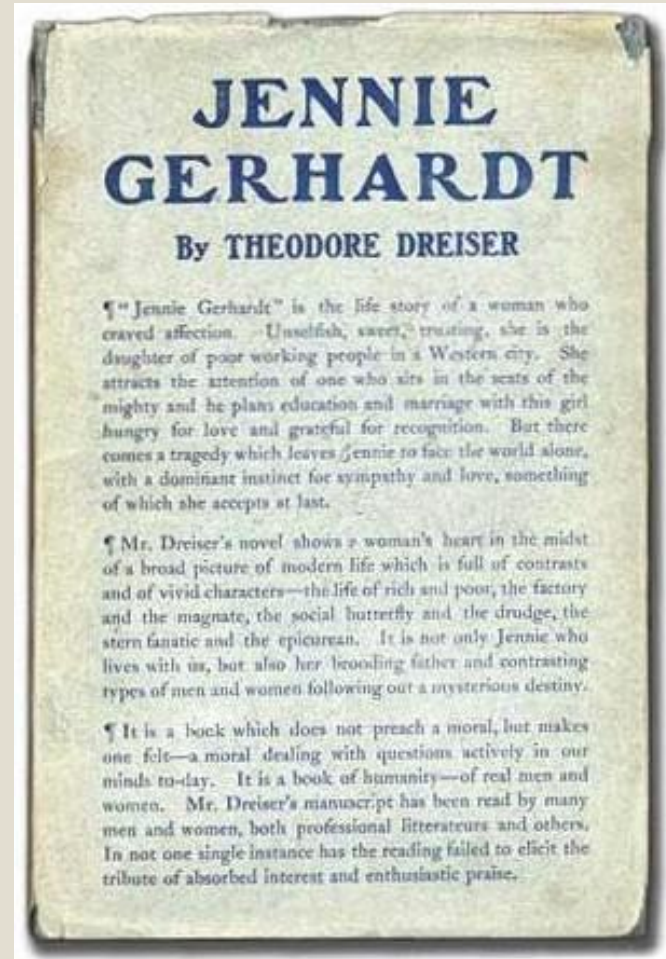 JENNIE
GERHARDT
By THEODORE DREISER
¶ "Jennie Gerhardt" is the life story of a woman who
craved affection. Unselfish, sweet, trusting, she is the
daughter of poor working people in a Western city. She
attracts the attention of one who sits in the seats of the
mighty and he plans education and marriage with this girl
hungry for love and grateful for recognition. But there
comes a tragedy which leaves Jennie to face the world alone,
with a dominant instinct for sympathy and love, something
of which she accepts at last.
¶ Mr. Dreiser's novel shows a woman's heart in the midst
of a broad picture of modern life which is full of contrasts
and of vivid characters—the life of rich and poor, the factory
and the magnate, the social butterfly and the drudge, the
stern fanatic and the epicurean. It is not only Jennie who
lives with us, but also her brooding father and contrasting
types of men and women following out a mysterious destiny.
¶ It is a book which does not preach a moral, but makes
one felt—a moral dealing with questions actively in our
minds to-day. It is a book of humanity—of real men and
women. Mr. Dreiser's manuscript has been read by many
men and women, both professional litterateurs and others.
In not one single instance has the reading failed to elicit the
tribute of absorbed interest and enthusiastic praise.